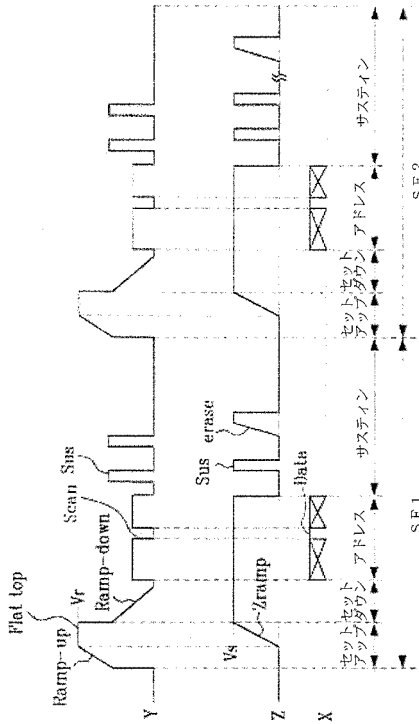 Flat top
Ramp-up
Vr
Ramp-down
Scan
Sus
Y
Vs
Zramp
Sus
erase
Z
Data
X
セット アップ
セット ダウン
アドレス
サスティン
セット アップ
セット ダウン
アドレス
サスティン
SF1
SF2